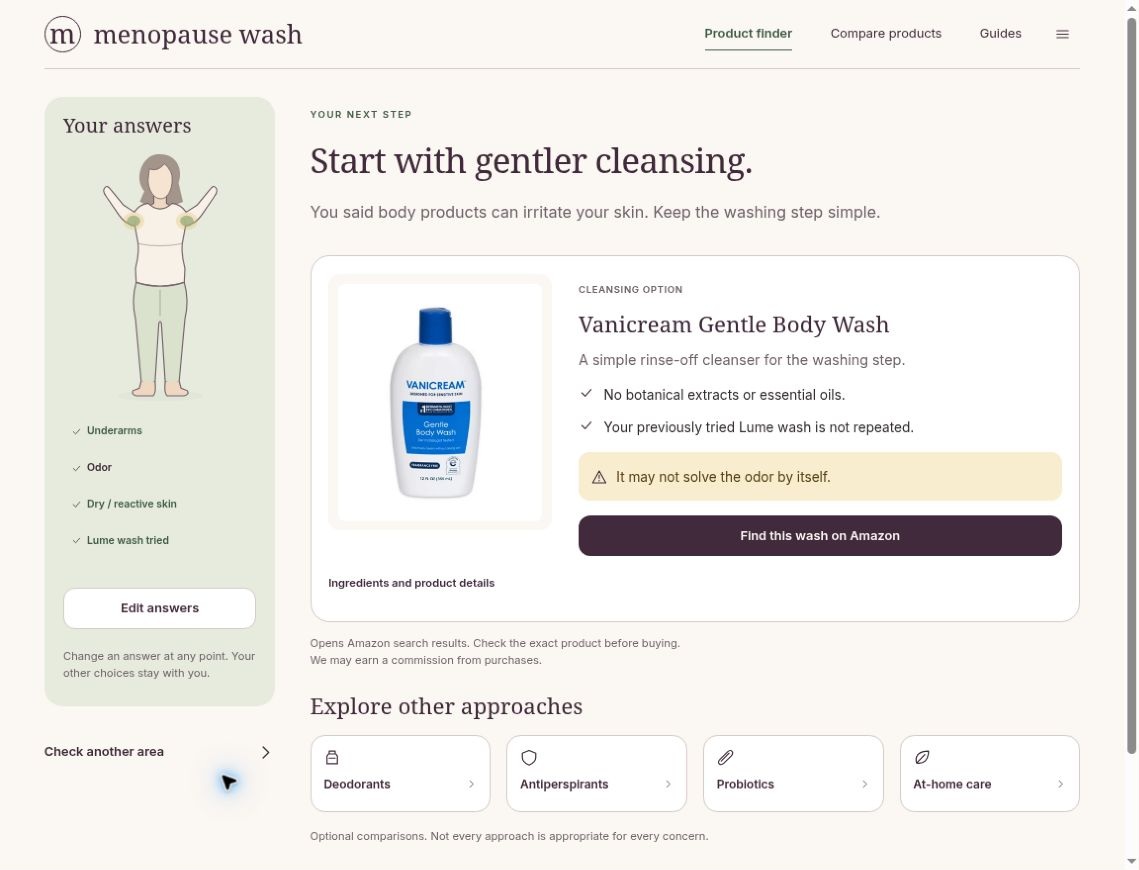 m menopause wash
Product finder
Compare products
Guides
Your answers
Underarms
Odor
Dry / reactive skin
Lume wash tried
Edit answers
Change an answer at any point. Your
other choices stay with you.
Check another area
YOUR NEXT STEP
Start with gentler cleansing.
You said body products can irritate your skin. Keep the washing step simple.
VANICREAM
DESIGNED FOR SENSITIVE SKIN
Gentle
Body Wash
FRAGRANCE FREE
CLEANSING OPTION
Vanicream Gentle Body Wash
A simple rinse-off cleanser for the washing step.
No botanical extracts or essential oils.
Your previously tried Lume wash is not repeated.
It may not solve the odor by itself.
Find this wash on Amazon
Ingredients and product details
Opens Amazon search results. Check the exact product before buying.
We may earn a commission from purchases.
Explore other approaches
Deodorants
Antiperspirants
Probiotics
At-home care
Optional comparisons. Not every approach is appropriate for every concern.